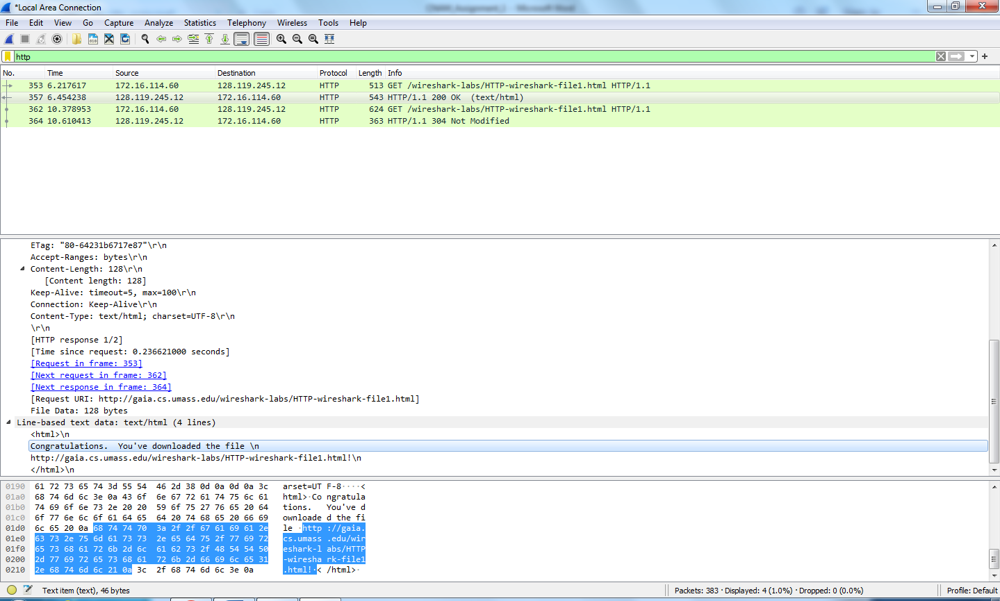 *Local Area Connection
File Edit View Go Capture Analyze Statistics Telephony Wireless Tools Help
http
No. Time Source Destination Protocol Length Info
353 6.217617 172.16.114.60 128.119.245.12 HTTP 513 GET /wireshark-labs/HTTP-wireshark-file1.html HTTP/1.1
357 6.454238 128.119.245.12 172.16.114.60 HTTP 543 HTTP/1.1 200 OK  (text/html)
362 10.378953 172.16.114.60 128.119.245.12 HTTP 624 GET /wireshark-labs/HTTP-wireshark-file1.html HTTP/1.1
364 10.610413 128.119.245.12 172.16.114.60 HTTP 363 HTTP/1.1 304 Not Modified
ETag: "80-64231b6717e87"\r\n
Accept-Ranges: bytes\r\n
Content-Length: 128\r\n
[Content length: 128]
Keep-Alive: timeout=5, max=100\r\n
Connection: Keep-Alive\r\n
Content-Type: text/html; charset=UTF-8\r\n
\r\n
[HTTP response 1/2]
[Time since request: 0.236621000 seconds]
[Request in frame: 353]
[Next request in frame: 362]
[Next response in frame: 364]
[Request URI: http://gaia.cs.umass.edu/wireshark-labs/HTTP-wireshark-file1.html]
File Data: 128 bytes
Line-based text data: text/html (4 lines)
<html>\n
Congratulations.  You've downloaded the file \n
http://gaia.cs.umass.edu/wireshark-labs/HTTP-wireshark-file1.html!\n
</html>\n
0190 61 72 73 65 74 3d 55 54  46 2d 38 0d 0a 0d 0a 3c  arset=UT F-8····<
01a0 68 74 6d 6c 3e 0a 43 6f  6e 67 72 61 74 75 6c 61  html>·Co ngratula
01b0 74 69 6f 6e 73 2e 20 20  59 6f 75 27 76 65 20 64  tions.   You've d
01c0 6f 77 6e 6c 6f 61 64 65  64 20 74 68 65 20 66 69  ownloade d the fi
01d0 6c 65 20 0a 68 74 74 70  3a 2f 2f 67 61 69 61 2e  le ·http ://gaia.
01e0 63 73 2e 75 6d 61 73 73  2e 65 64 75 2f 77 69 72  cs.umass .edu/wir
01f0 65 73 68 61 72 6b 2d 6c  61 62 73 2f 48 54 54 50  eshark-l abs/HTTP
0200 2d 77 69 72 65 73 68 61  72 6b 2d 66 69 6c 65 31  -wiresha rk-file1
0210 2e 68 74 6d 6c 21 0a 3c  2f 68 74 6d 6c 3e 0a  .html!·< /html>·
Text item (text), 46 bytes
Packets: 383 · Displayed: 4 (1.0%) · Dropped: 0 (0.0%)
Profile: Default